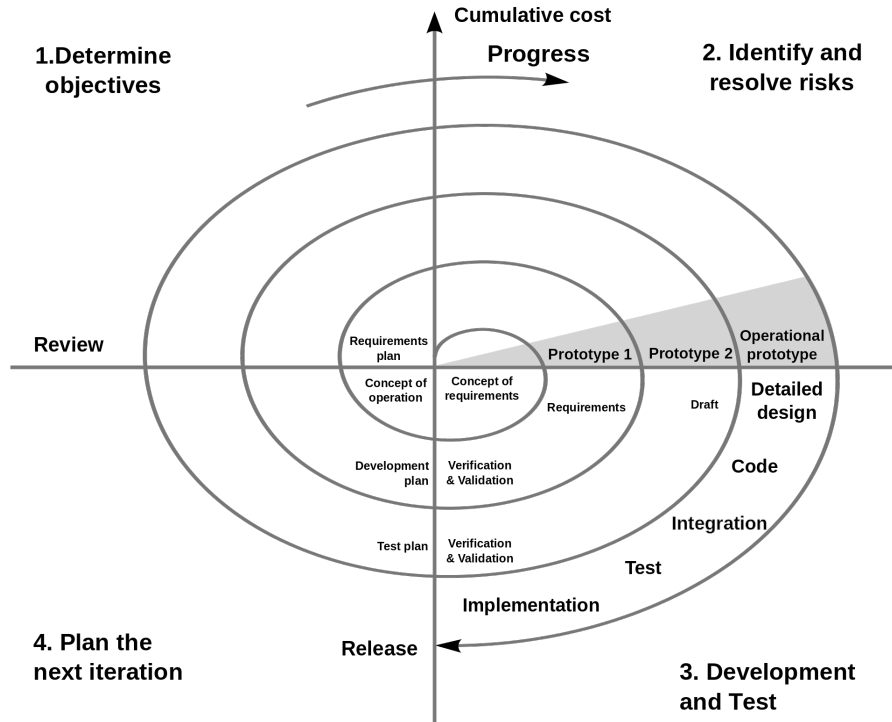 Cumulative cost
Progress
1.Determine
objectives
2. Identify and
resolve risks
Review
Requirements
plan
Prototype 1
Prototype 2
Operational
prototype
Concept of
operation
Concept of
requirements
Requirements
Draft
Detailed
design
Development
plan
Verification
& Validation
Code
Integration
Test plan
Verification
& Validation
Test
Implementation
Release
4. Plan the
next iteration
3. Development
and Test